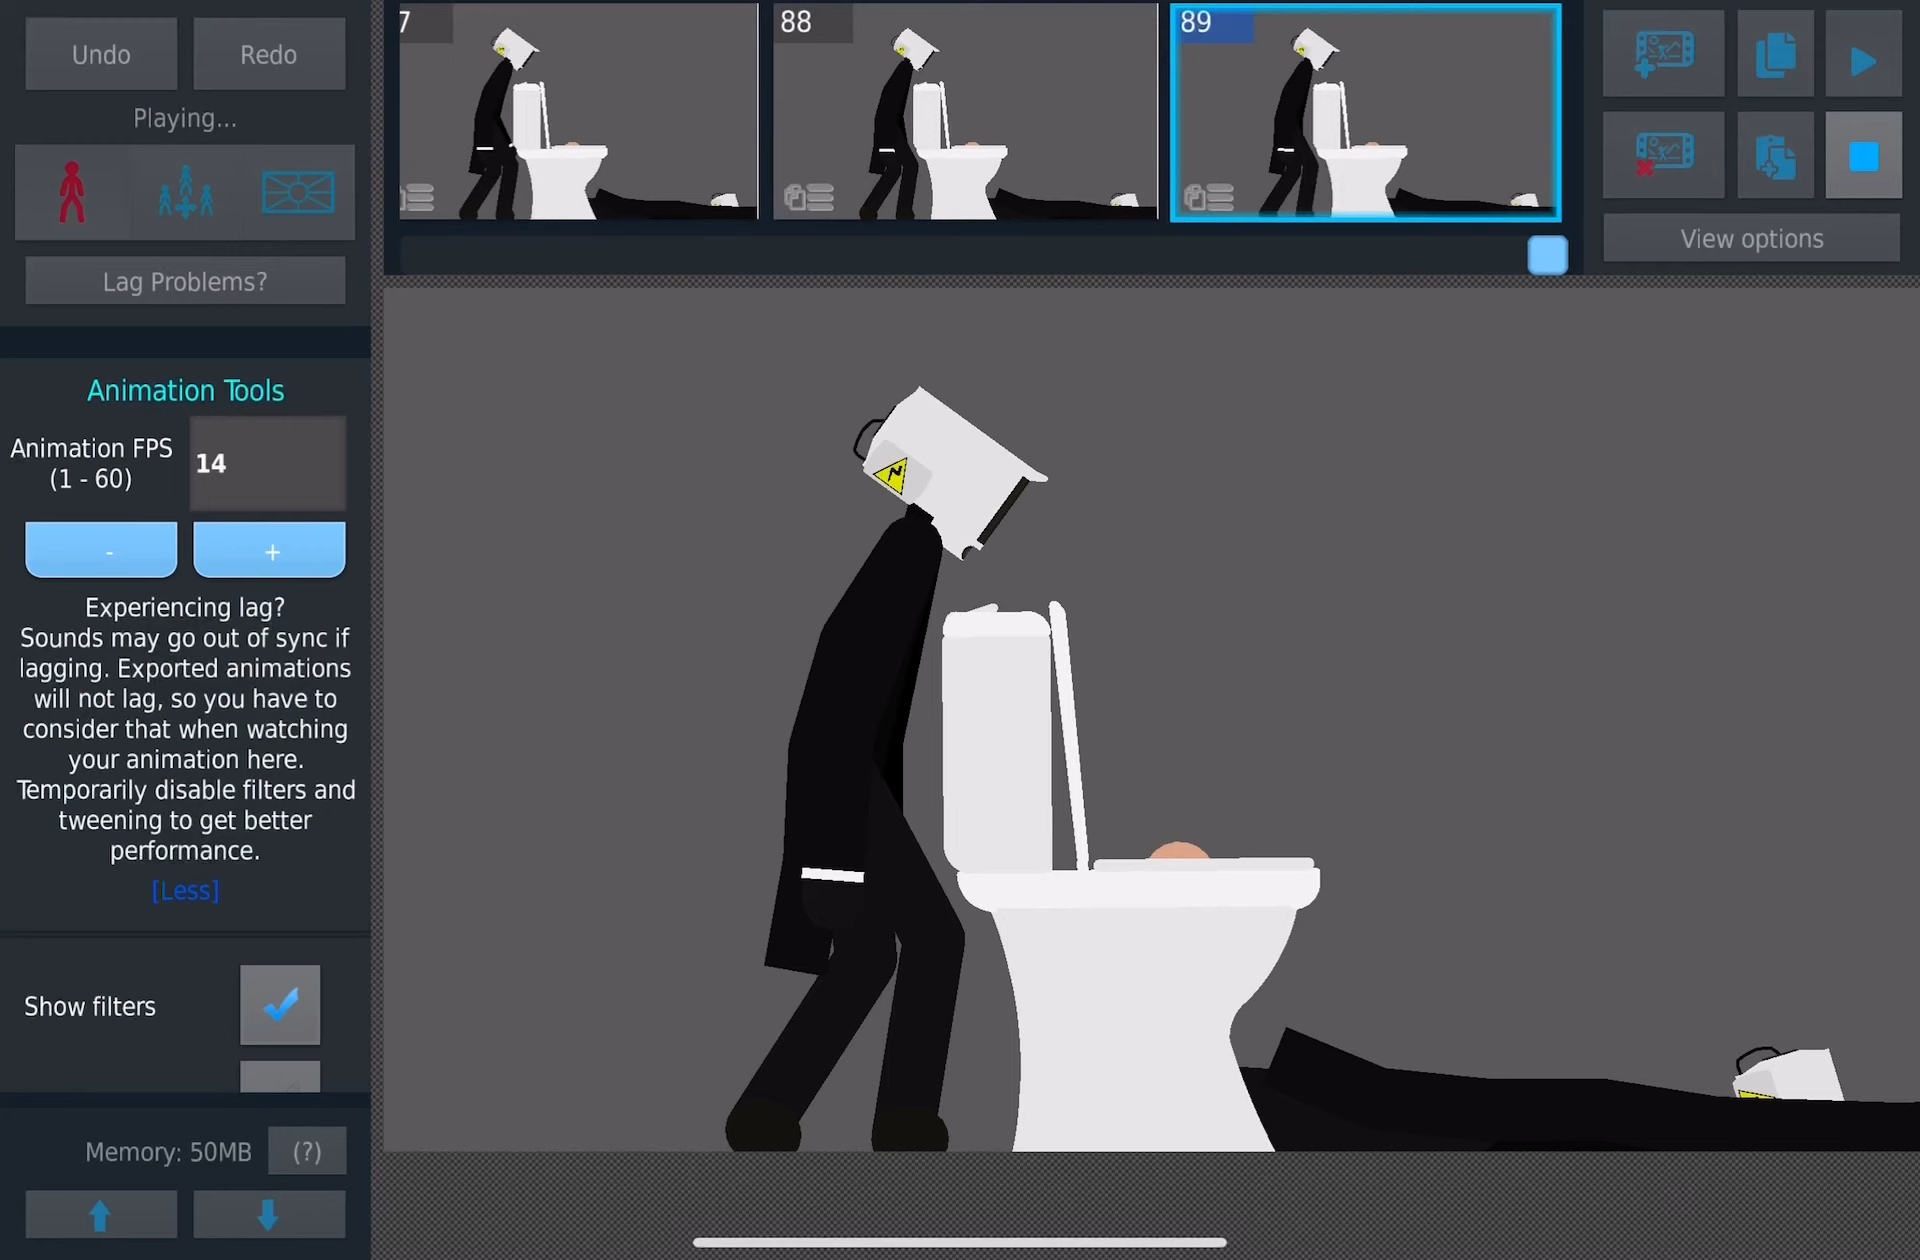 Undo
Redo
Playing...
Lag Problems?
Animation Tools
Animation FPS
(1 - 60)
14
-
+
Experiencing lag?
Sounds may go out of sync if
lagging. Exported animations
will not lag, so you have to
consider that when watching
your animation here.
Temporarily disable filters and
tweening to get better
performance.
[Less]
Show filters
Memory: 50MB
(?)
7
88
89
View options